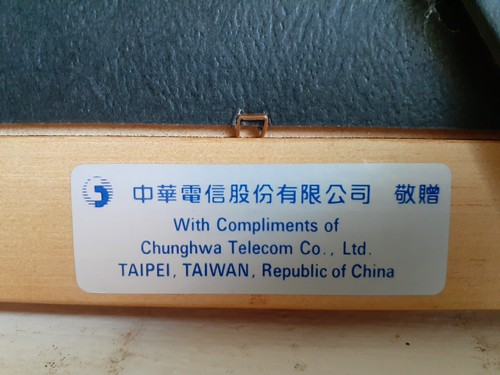 中華電信股份有限公司 敬贈
With Compliments of
Chunghwa Telecom Co., Ltd.
TAIPEI, TAIWAN, Republic of China